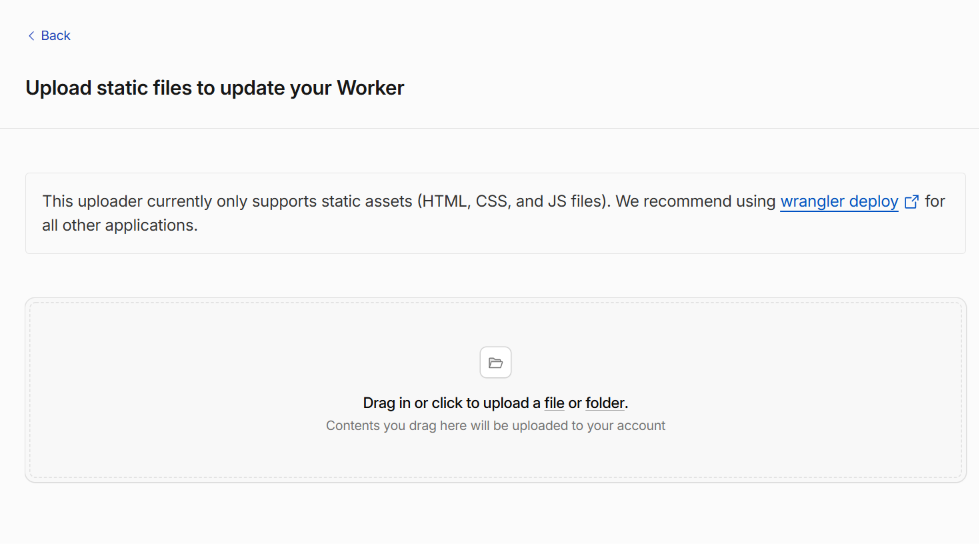 Back
Upload static files to update your Worker
This uploader currently only supports static assets (HTML, CSS, and JS files). We recommend using wrangler deploy for
all other applications.
Drag in or click to upload a file or folder.
Contents you drag here will be uploaded to your account